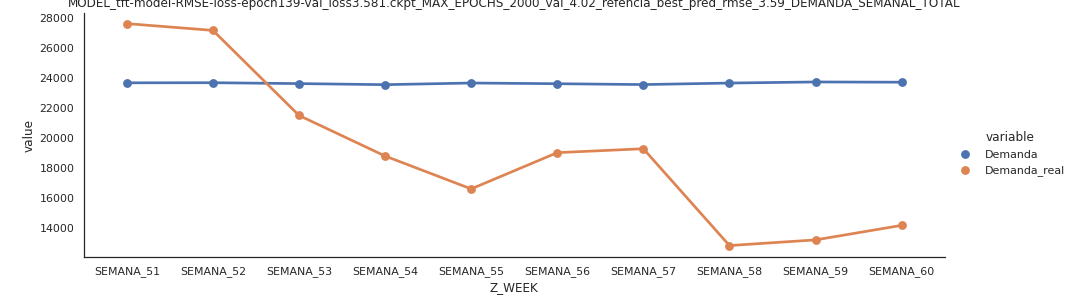 MODEL_tft-model-RMSE-loss-epoch139-val_loss3.581.ckpt_MAX_EPOCHS_2000_val_4.02_refencia_best_pred_rmse_3.59_DEMANDA_SEMANAL_TOTAL
28000
26000
24000
22000
20000
18000
16000
14000
value
SEMANA_51 SEMANA_52 SEMANA_53 SEMANA_54 SEMANA_55 SEMANA_56 SEMANA_57 SEMANA_58 SEMANA_59 SEMANA_60
Z_WEEK
variable
Demanda
Demanda_real